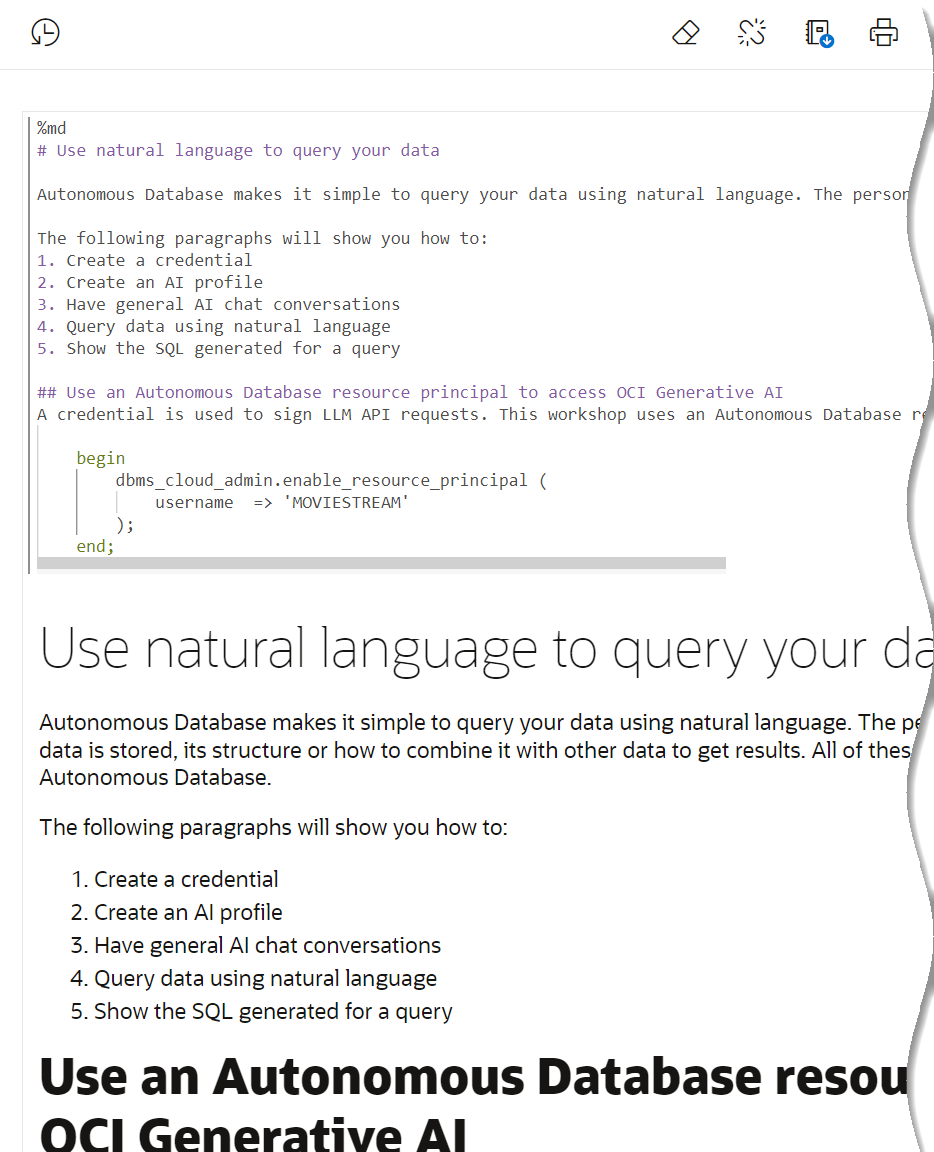 %md
# Use natural language to query your data
Autonomous Database makes it simple to query your data using natural language. The person
The following paragraphs will show you how to:
1. Create a credential
2. Create an AI profile
3. Have general AI chat conversations
4. Query data using natural language
5. Show the SQL generated for a query
## Use an Autonomous Database resource principal to access OCI Generative AI
A credential is used to sign LLM API requests. This workshop uses an Autonomous Database re
begin
dbms_cloud_admin.enable_resource_principal (
username  => 'MOVIESTREAM'
);
end;
Use natural language to query your da
Autonomous Database makes it simple to query your data using natural language. The pe
data is stored, its structure or how to combine it with other data to get results. All of thes
Autonomous Database.
The following paragraphs will show you how to:
1. Create a credential
2. Create an AI profile
3. Have general AI chat conversations
4. Query data using natural language
5. Show the SQL generated for a query
Use an Autonomous Database resou
OCI Generative AI